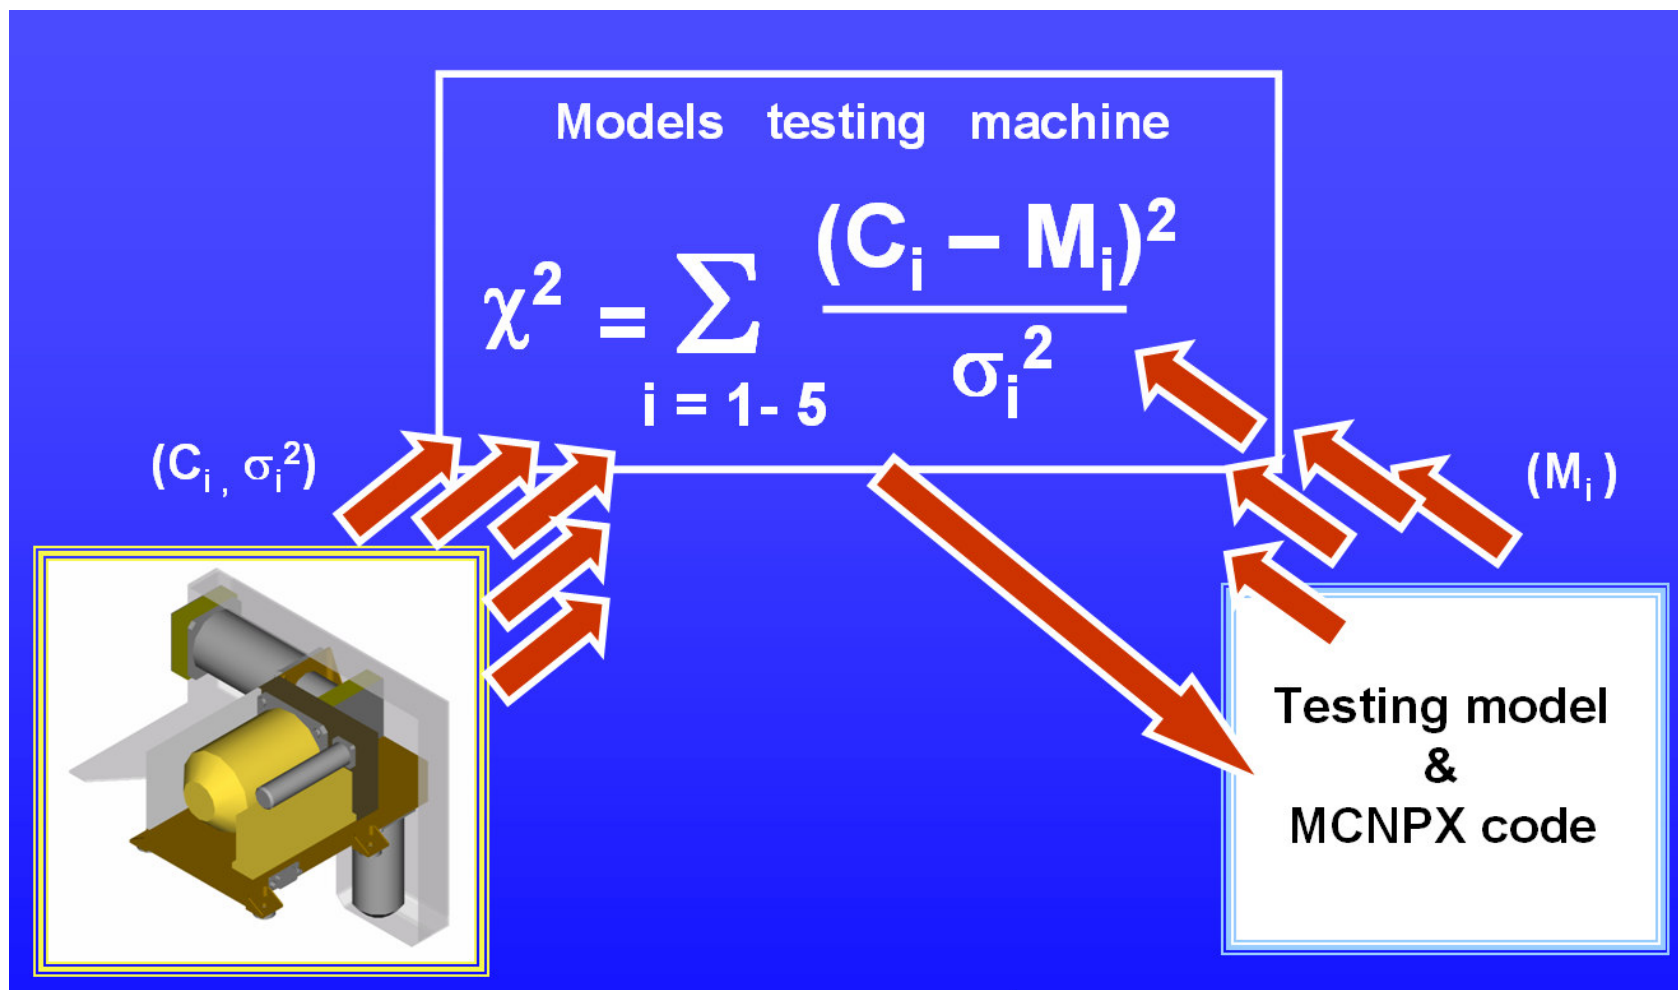 Models testing machine
χ² = Σ (Cᵢ – Mᵢ)² / σᵢ²
i = 1- 5
(Cᵢ , σᵢ²)
(Mᵢ )
Testing model
&
MCNPX code